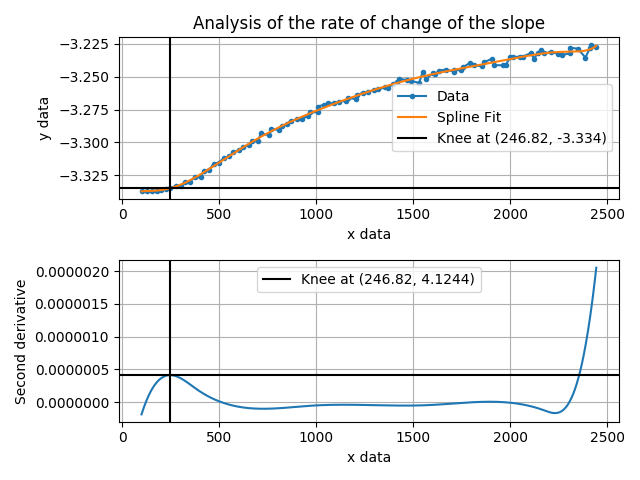 Analysis of the rate of change of the slope
−3.225
−3.250
−3.275
−3.300
−3.325
y data
Data
Spline Fit
Knee at (246.82, -3.334)
0
500
1000
1500
2000
2500
x data
Knee at (246.82, 4.1244)
0.0000020
0.0000015
0.0000010
0.0000005
0.0000000
Second derivative
0
500
1000
1500
2000
2500
x data